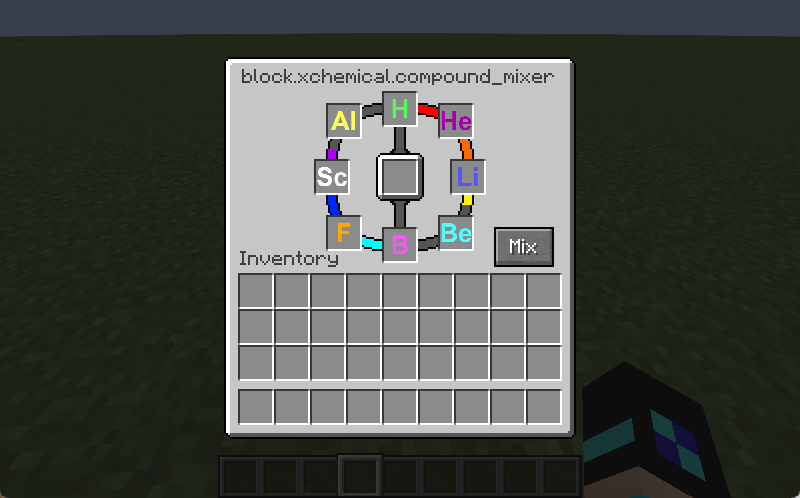 block.xchemical.compound_mixer
H
Al
He
Sc
Li
F
B
Be
Mix
Inventory